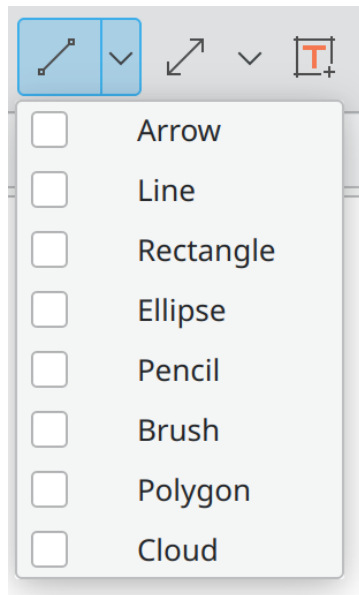 T
Arrow
Line
Rectangle
Ellipse
Pencil
Brush
Polygon
Cloud